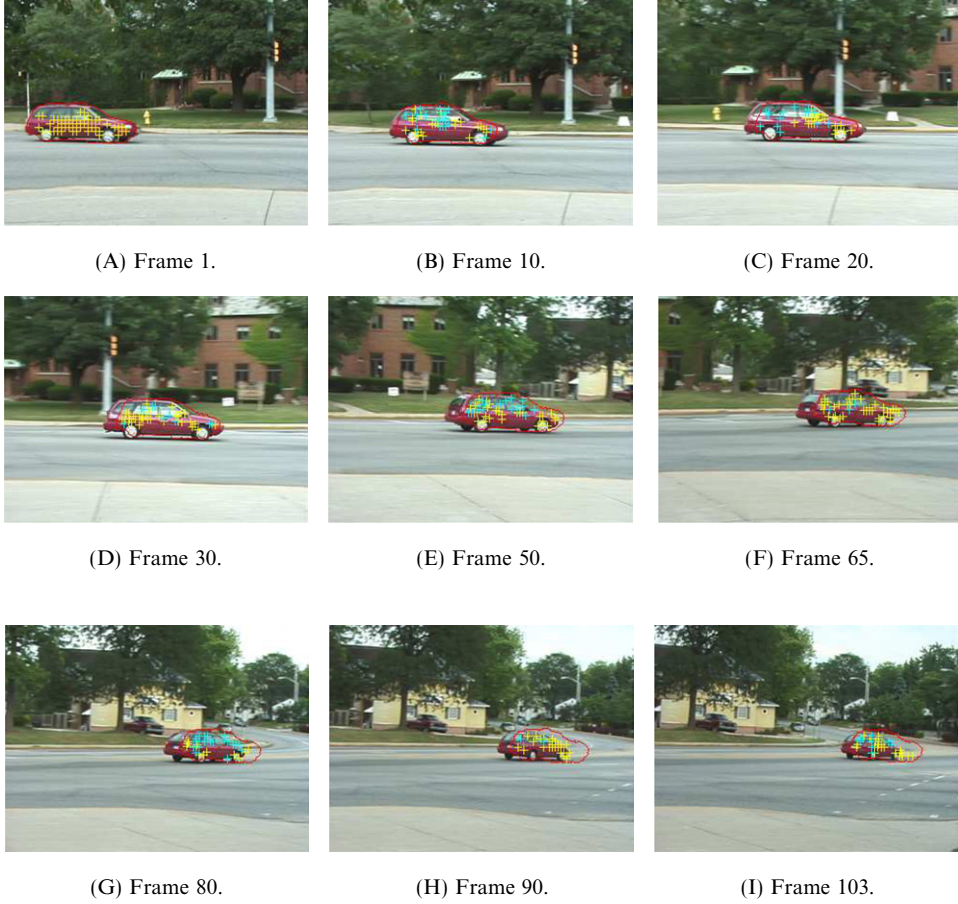 (A) Frame 1.
(B) Frame 10.
(C) Frame 20.
(D) Frame 30.
(E) Frame 50.
(F) Frame 65.
(G) Frame 80.
(H) Frame 90.
(I) Frame 103.